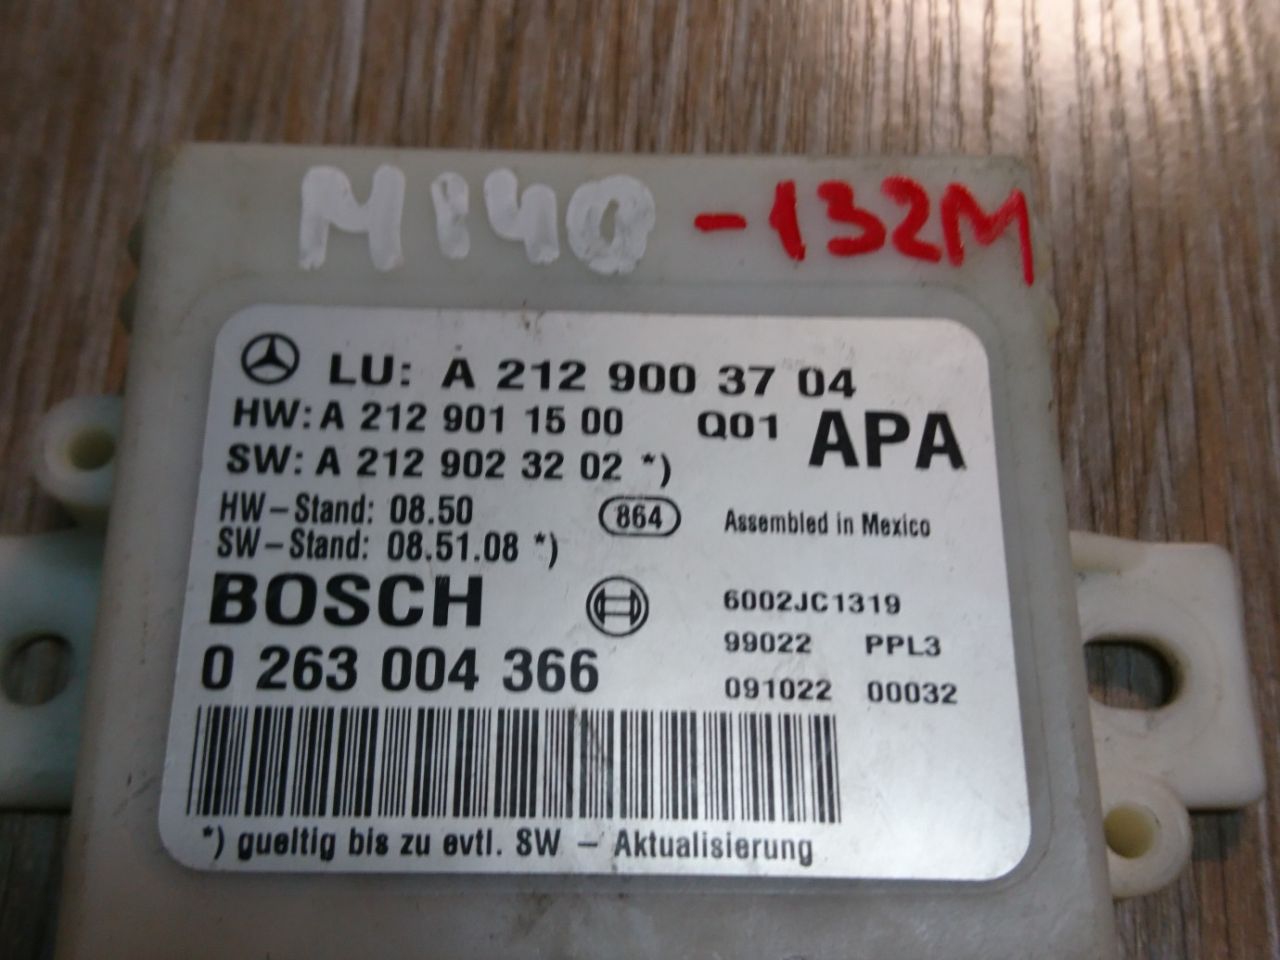 M140 -132M
LU: A 212 900 37 04
HW: A 212 901 15 00 Q01 APA
SW: A 212 902 32 02 *)
HW-Stand: 08.50 864 Assembled in Mexico
SW-Stand: 08.51.08 *)
BOSCH 6002JC1319
0 263 004 366 99022 PPL3
091022 00032
*) gueltig bis zu evtl. SW - Aktualisierung